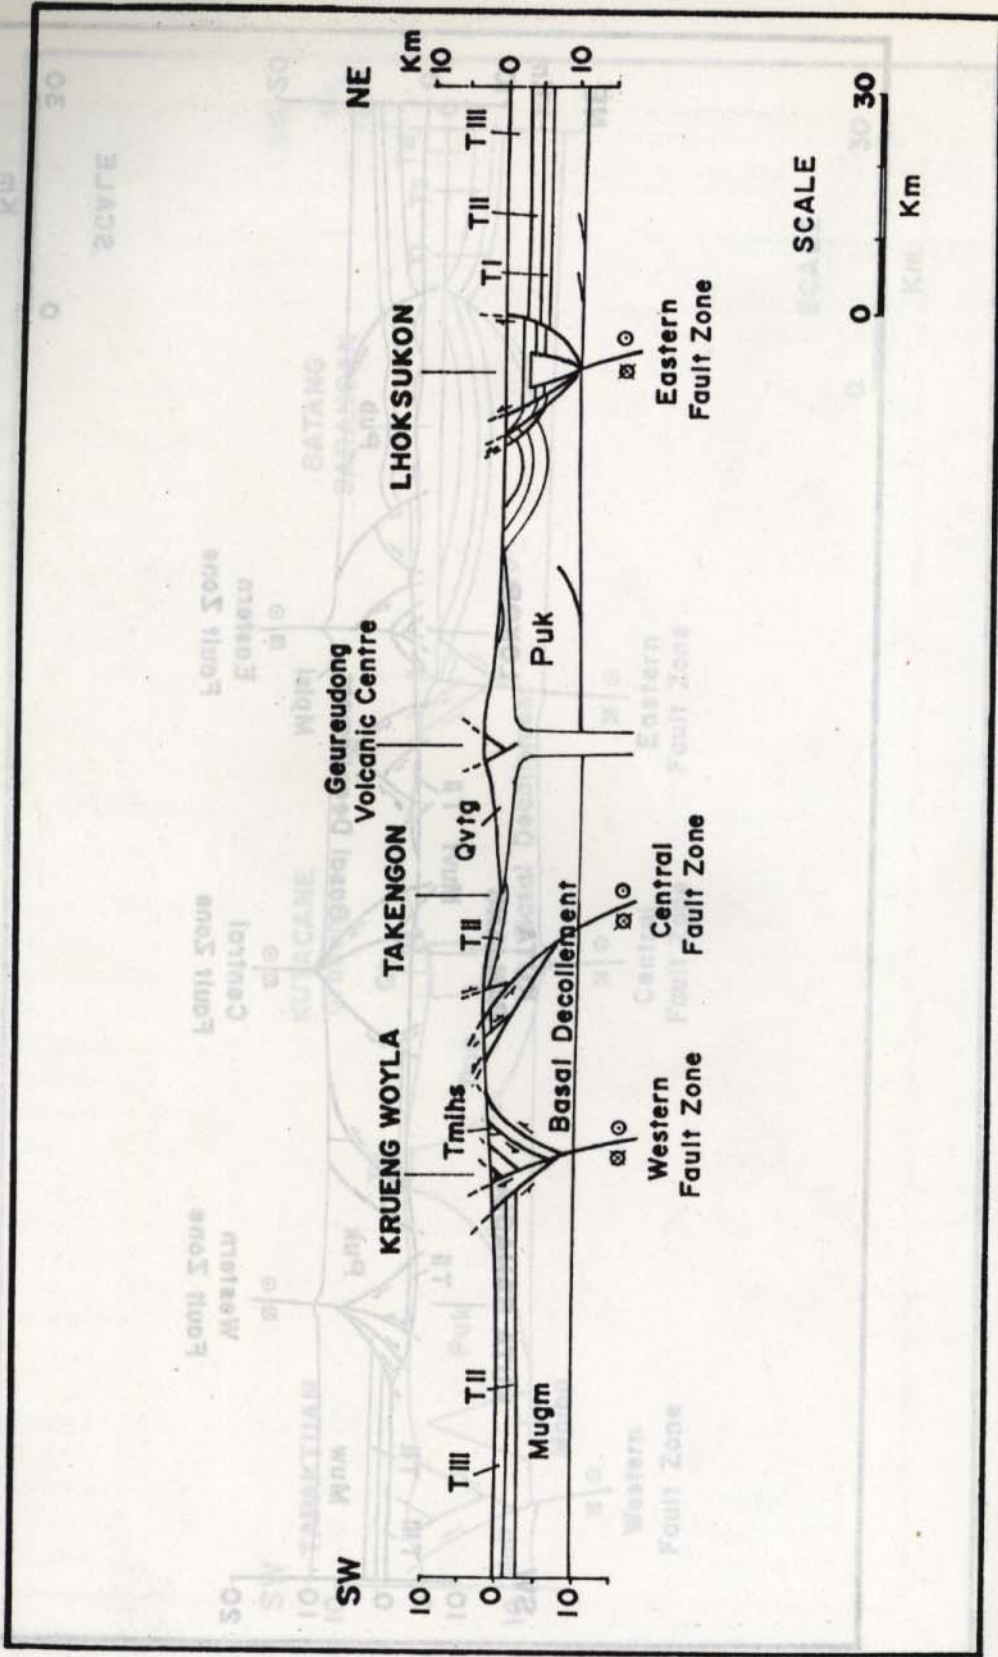 SW
NE
KRUENG WOYLA
TAKENGON
Geureudong
Volcanic Centre
LHOKSUKON
Km
10
0
10
10
0
10
TIII
TII
Tmihs
TII
Qvtg
TI
TII
TIII
Mugm
Puk
Basal Decollement
Western
Fault Zone
Central
Fault Zone
Eastern
Fault Zone
SCALE
0
30
Km